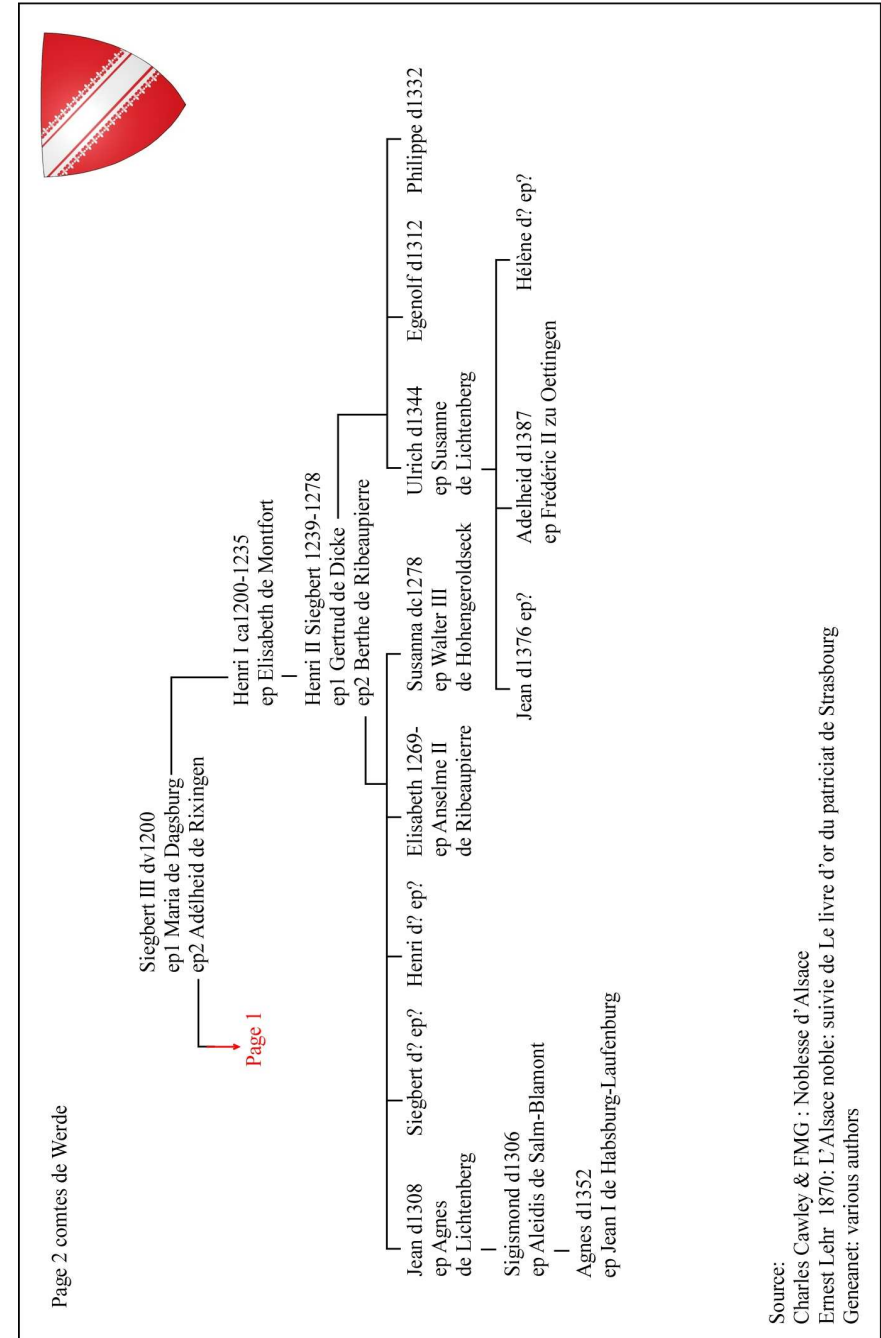 Page 2 comtes de Werde
Siegbert III dv1200
ep1 Maria de Dagsburg
ep2 Adélheid de Rixingen
Page 1
Henri I ca1200-1235
ep Elisabeth de Montfort
Henri II Siegbert 1239-1278
ep1 Gertrud de Dicke
ep2 Berthe de Ribeaupierre
Jean d1308
ep Agnes
de Lichtenberg
Siegbert d? ep?
Henri d? ep?
Elisabeth 1269-
ep Anselme II
de Ribeaupierre
Susanna dc1278
ep Walter III
de Hohengeroldseck
Ulrich d1344
ep Susanne
de Lichtenberg
Egenolf d1312
Philippe d1332
Sigismond d1306
ep Aleidis de Salm-Blamont
Agnes d1352
ep Jean I de Habsburg-Laufenburg
Jean d1376 ep?
Adelheid d1387
ep Frédéric II zu Oettingen
Hélène d? ep?
Source:
Charles Cawley & FMG : Noblesse d'Alsace
Ernest Lehr  1870: L'Alsace noble: suivie de Le livre d'or du patriciat de Strasbourg
Geneanet: various authors